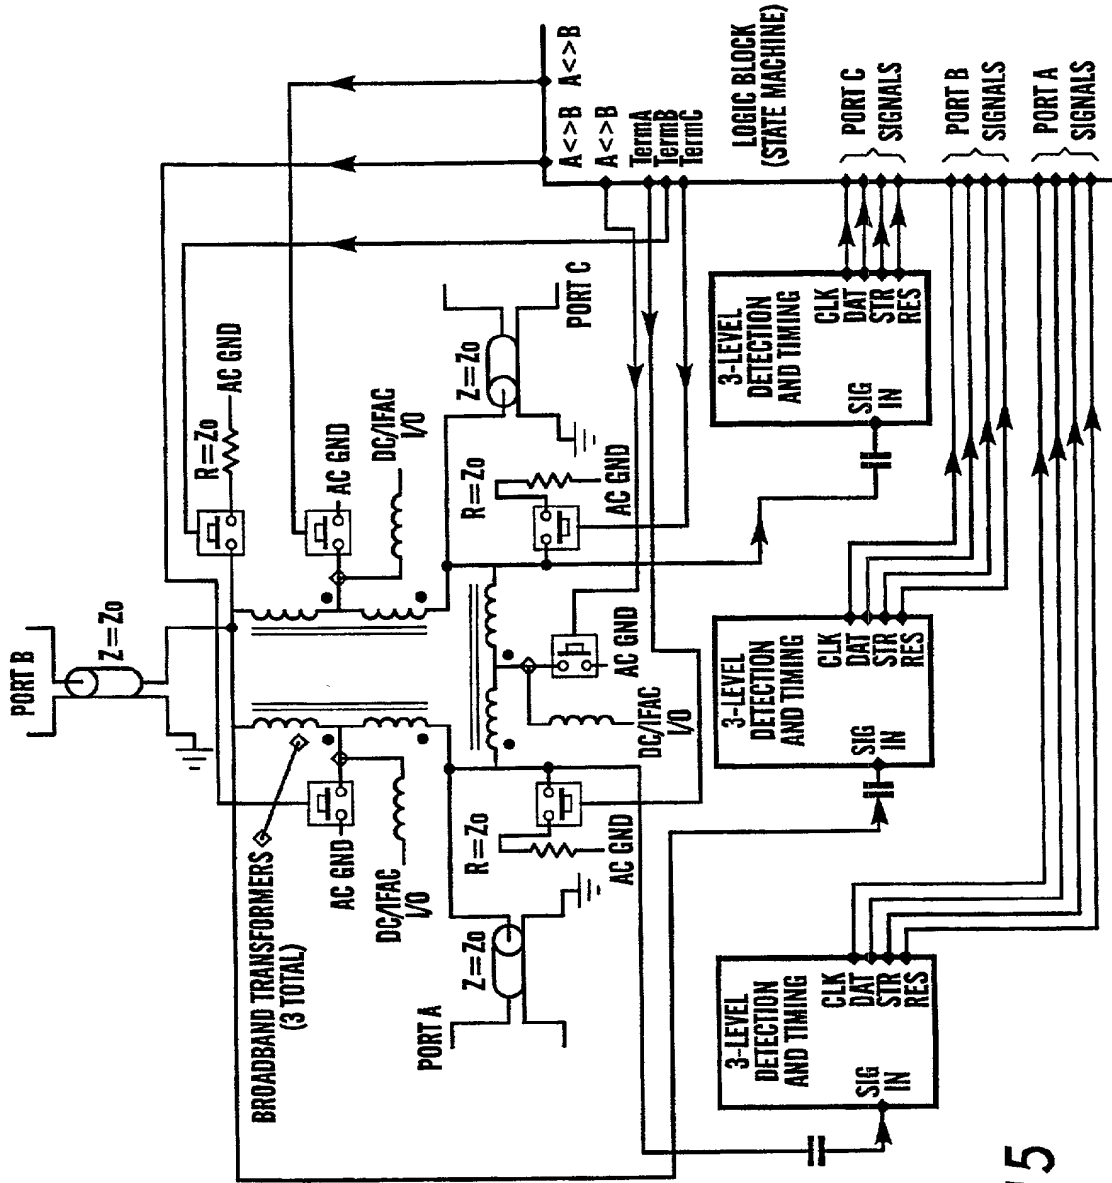 PORT B
Z=Zo
R=Zo
AC GND
AC GND
DC/IFAC
I/O
BROADBAND TRANSFORMERS
(3 TOTAL)
AC GND
DC/IFAC
I/O
Z=Zo
PORT C
R=Zo
AC GND
AC GND
DC/IFAC
I/O
R=Zo
AC GND
Z=Zo
PORT A
A<>B
A<>B
A<>B
TermA
TermB
TermC
LOGIC BLOCK
(STATE MACHINE)
3-LEVEL
DETECTION
AND TIMING
SIG
IN
CLK
DAT
STR
RES
PORT C
SIGNALS
3-LEVEL
DETECTION
AND TIMING
SIG
IN
CLK
DAT
STR
RES
PORT B
SIGNALS
3-LEVEL
DETECTION
AND TIMING
SIG
IN
CLK
DAT
STR
RES
PORT A
SIGNALS